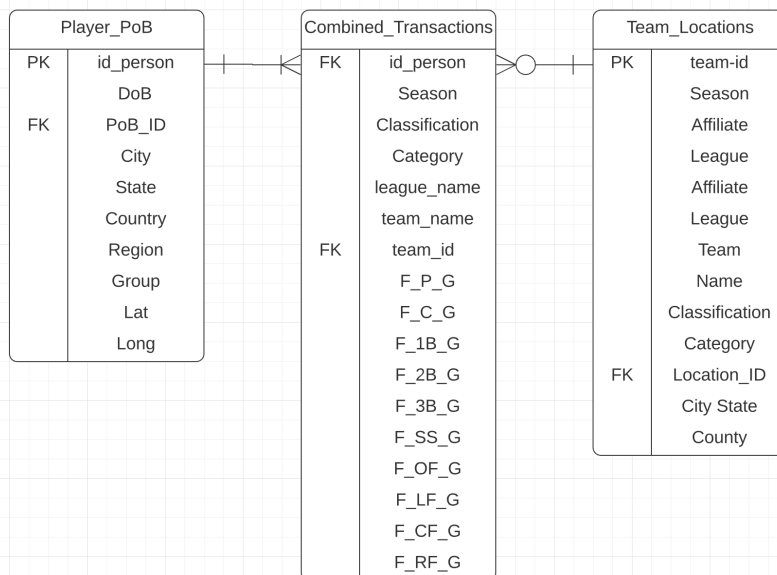 Player_PoB
PK id_person
DoB
FK PoB_ID
City
State
Country
Region
Group
Lat
Long
Combined_Transactions
FK id_person
Season
Classification
Category
league_name
team_name
FK team_id
F_P_G
F_C_G
F_1B_G
F_2B_G
F_3B_G
F_SS_G
F_OF_G
F_LF_G
F_CF_G
F_RF_G
Team_Locations
PK team-id
Season
Affiliate
League
Affiliate
League
Team
Name
Classification
Category
FK Location_ID
City State
County